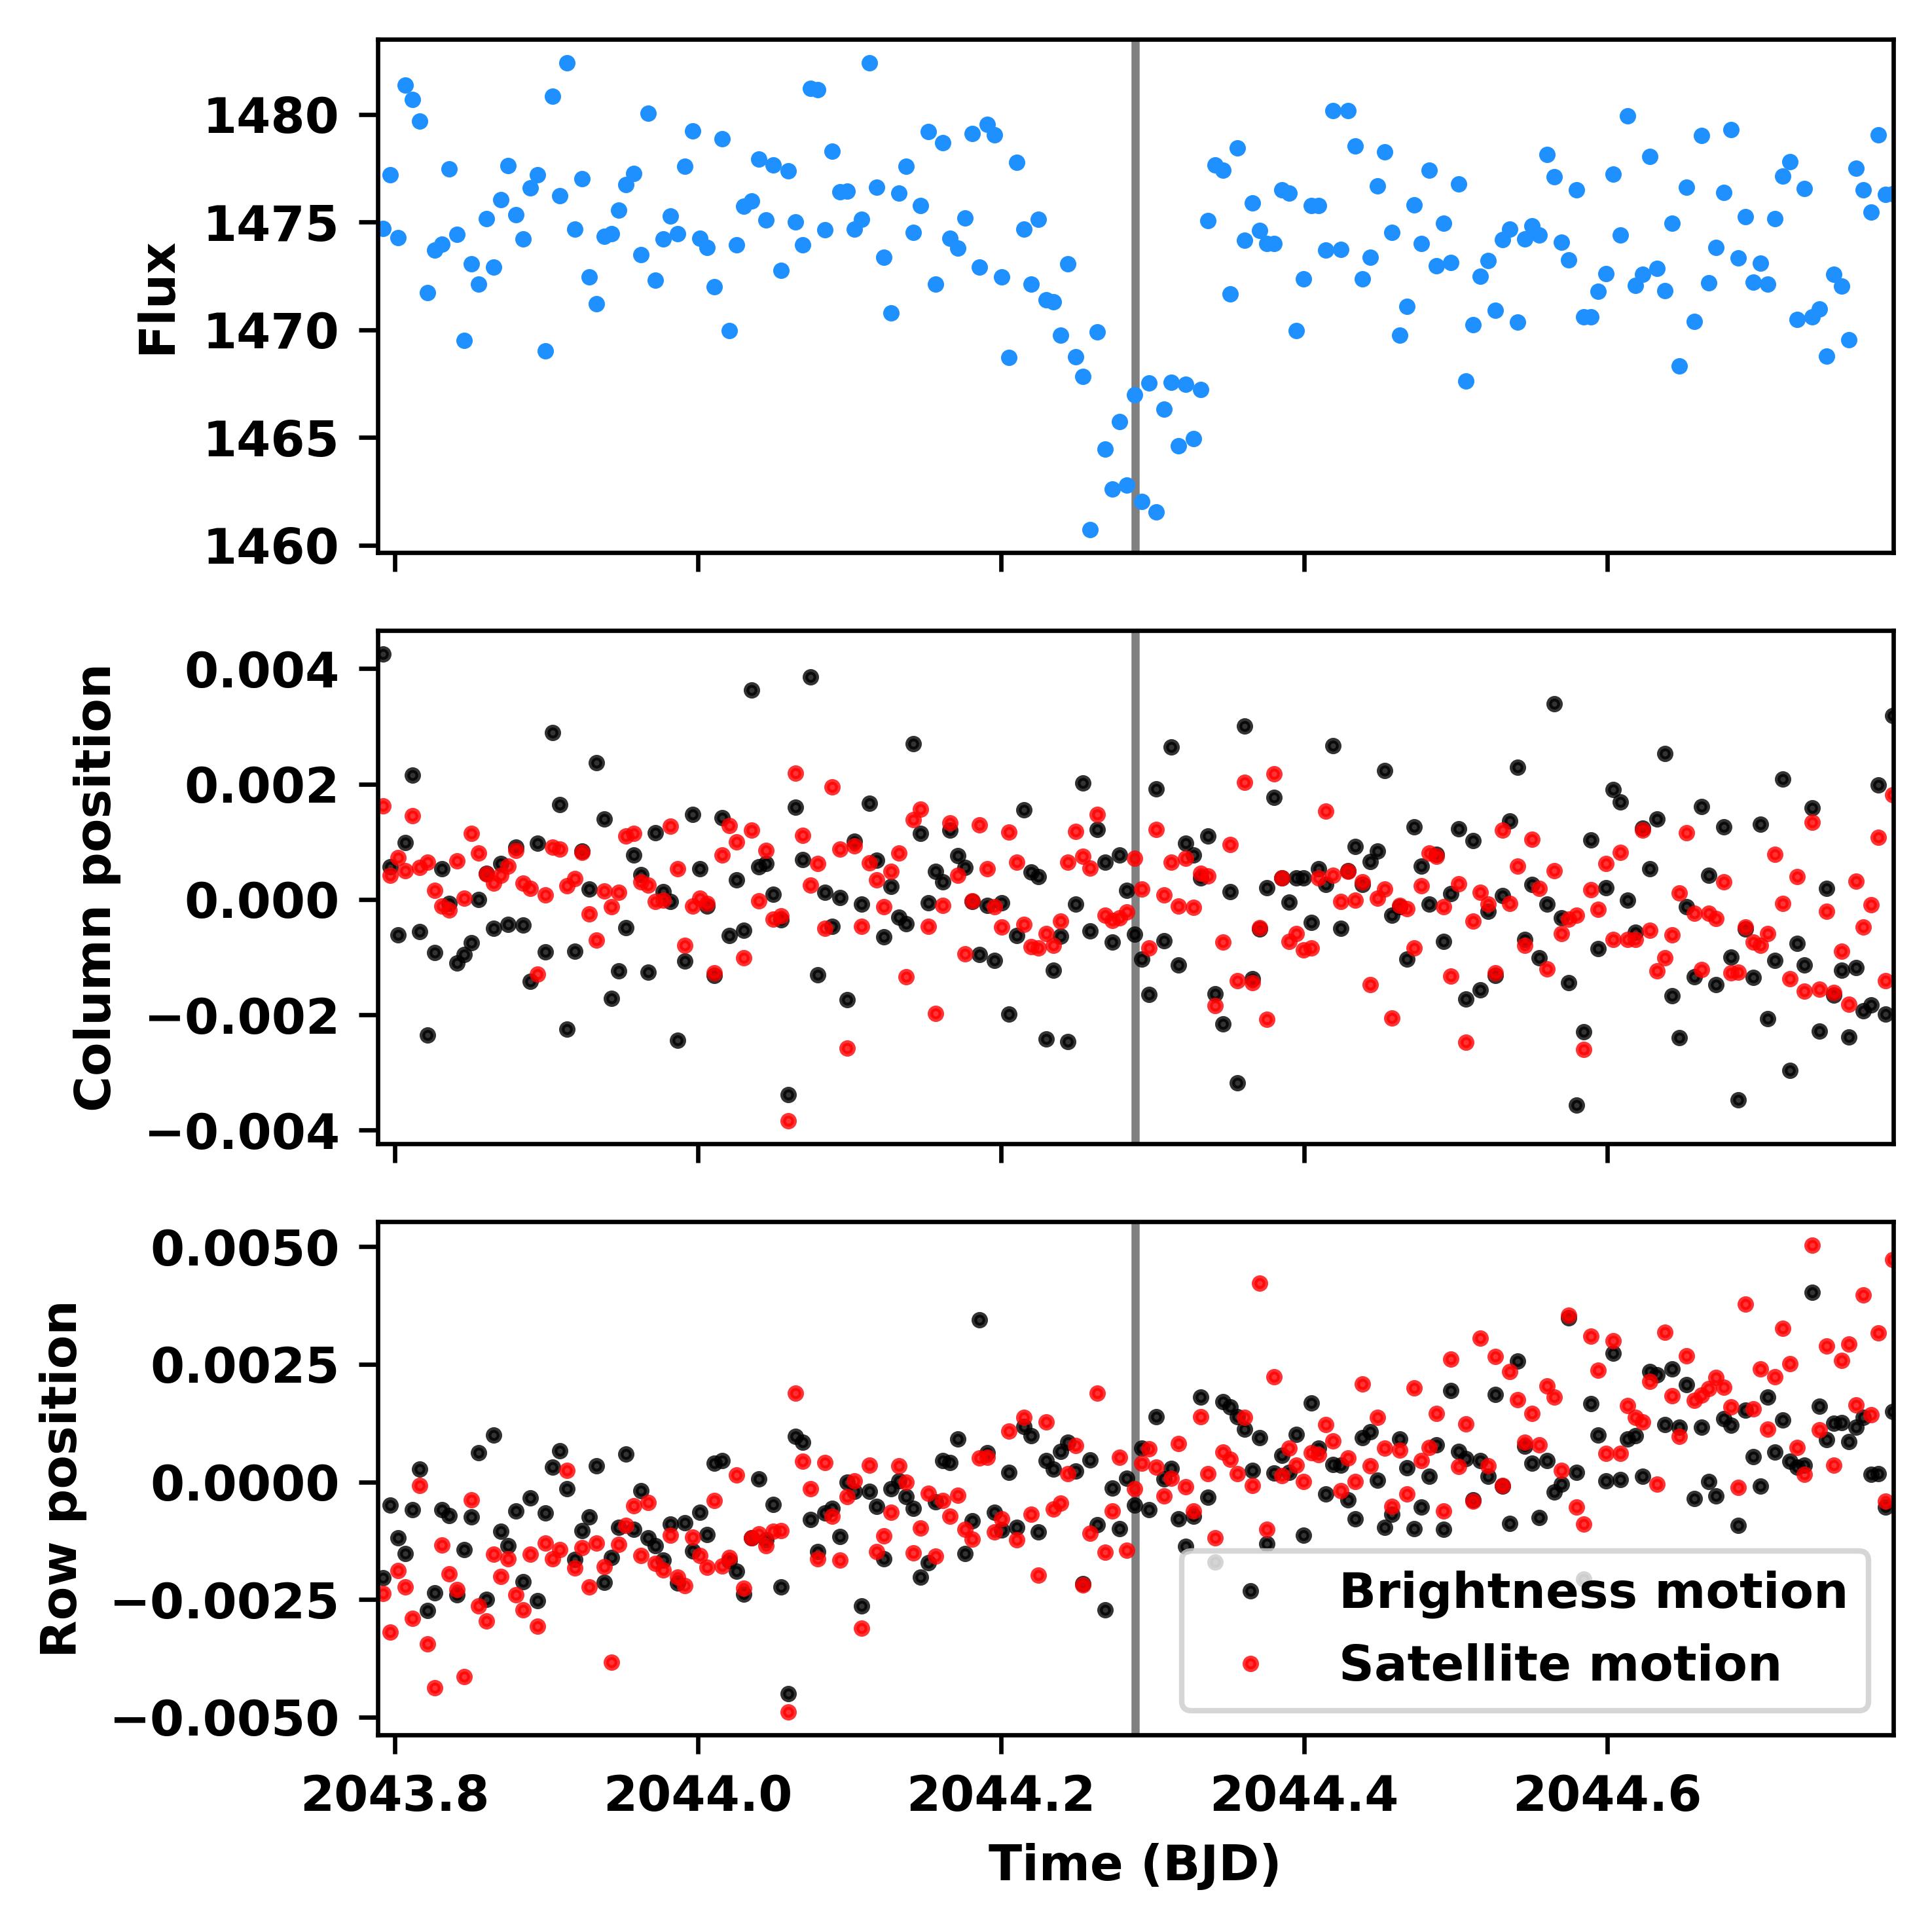 Flux
1480
1475
1470
1465
1460
Column position
0.004
0.002
0.000
−0.002
−0.004
Row position
0.0050
0.0025
0.0000
−0.0025
−0.0050
Brightness motion
Satellite motion
2043.8 2044.0 2044.2 2044.4 2044.6
Time (BJD)